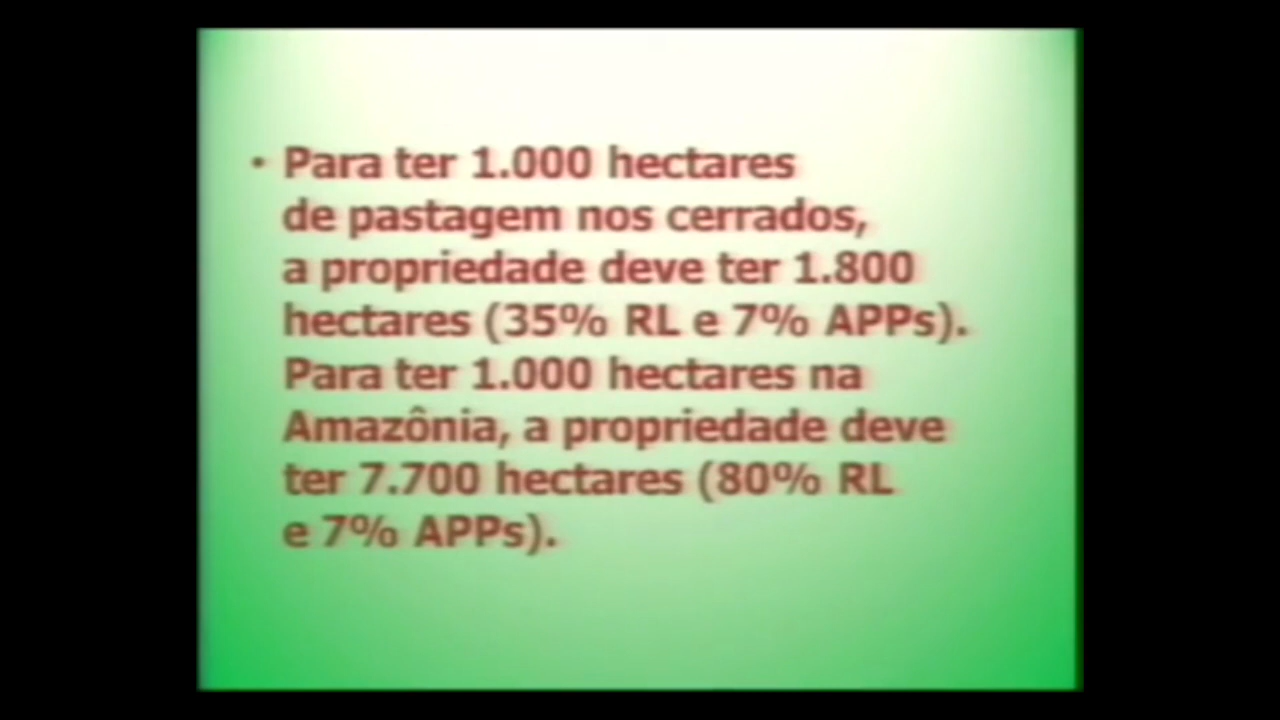 • Para ter 1.000 hectares
de pastagem nos cerrados,
a propriedade deve ter 1.800
hectares (35% RL e 7% APPs).
Para ter 1.000 hectares na
Amazônia, a propriedade deve
ter 7.700 hectares (80% RL
e 7% APPs).